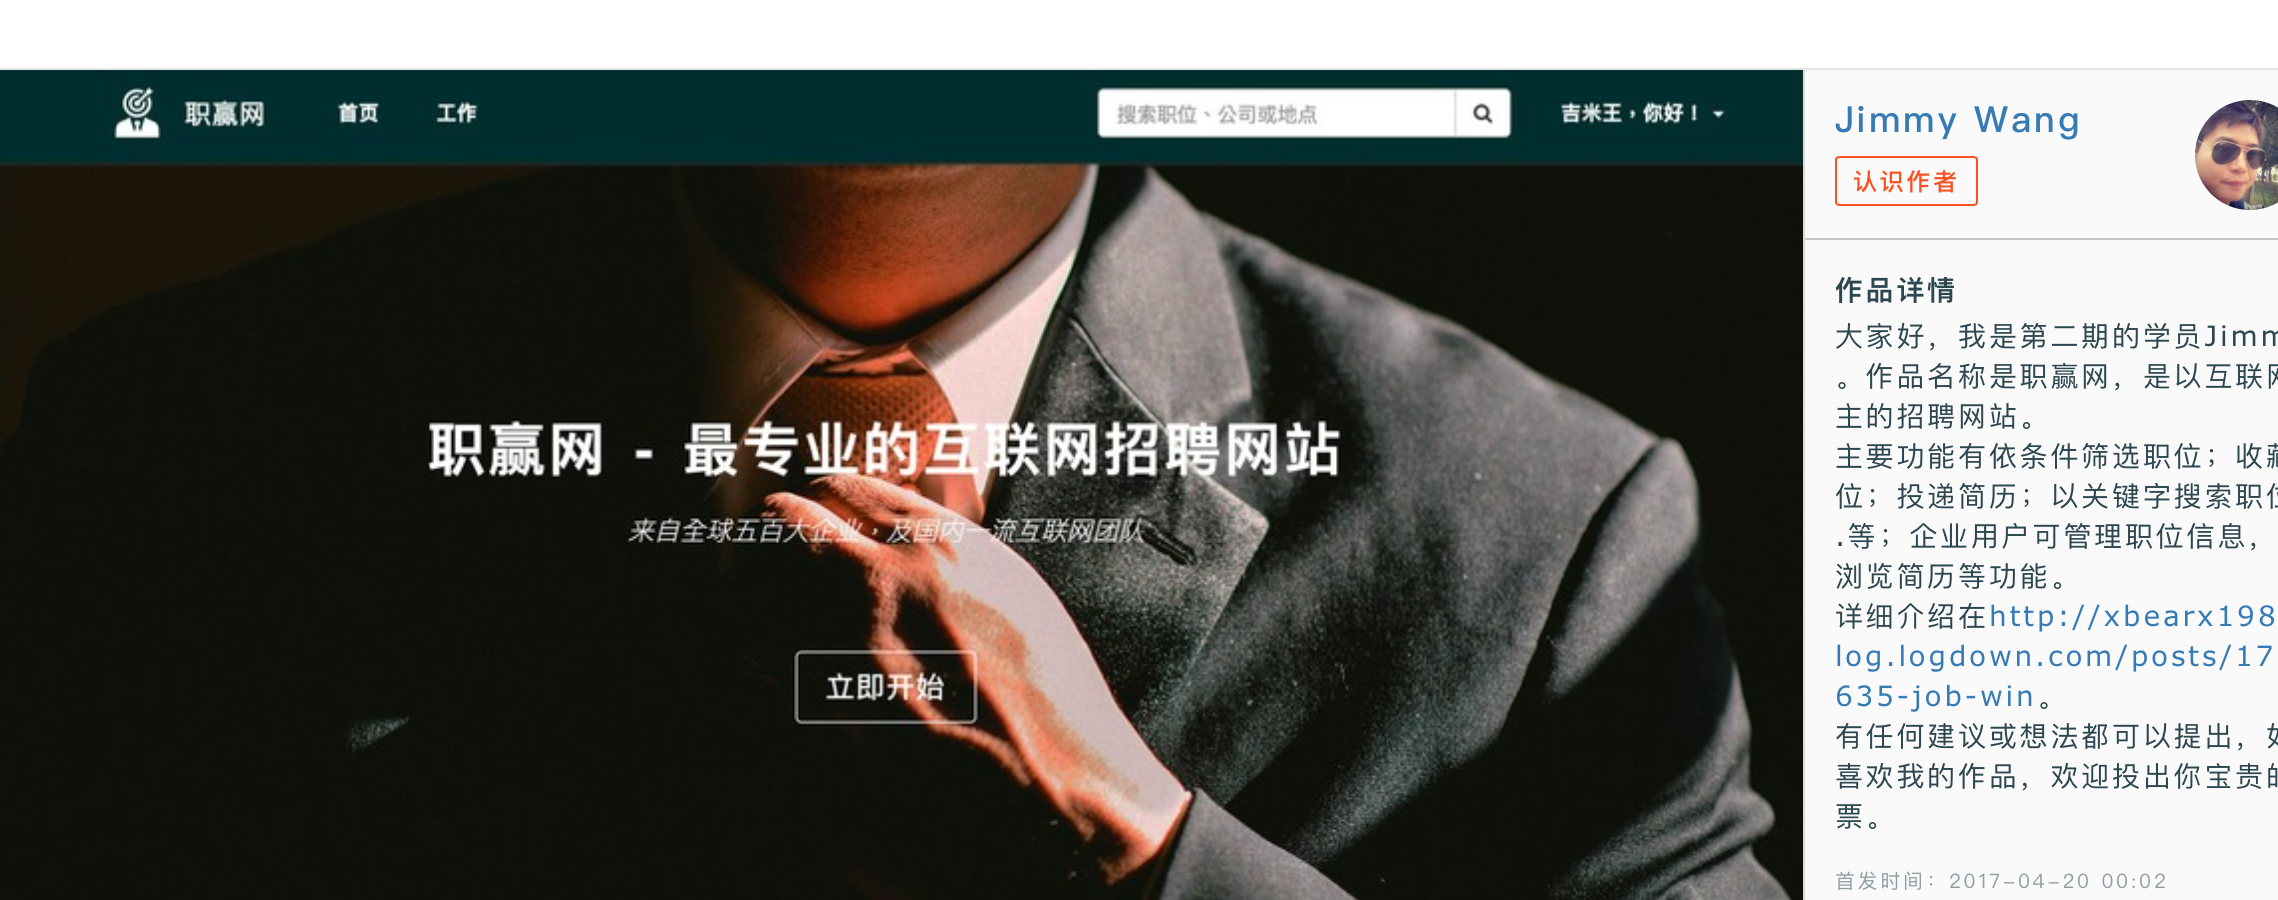 职赢网
首页
工作
搜索职位、公司或地点
吉米王，你好！
职赢网 - 最专业的互联网招聘网站
来自全球五百大企业，及国内一流互联网团队
立即开始
Jimmy Wang
认识作者
作品详情
大家好，我是第二期的学员Jimm
。作品名称是职赢网，是以互联网
主的招聘网站。
主要功能有依条件筛选职位；收藏
位；投递简历；以关键字搜索职位
.等；企业用户可管理职位信息，
浏览简历等功能。
详细介绍在http://xbearx198
log.logdown.com/posts/17
635-job-win。
有任何建议或想法都可以提出，如
喜欢我的作品，欢迎投出你宝贵的
票。
首发时间：2017-04-20 00:02